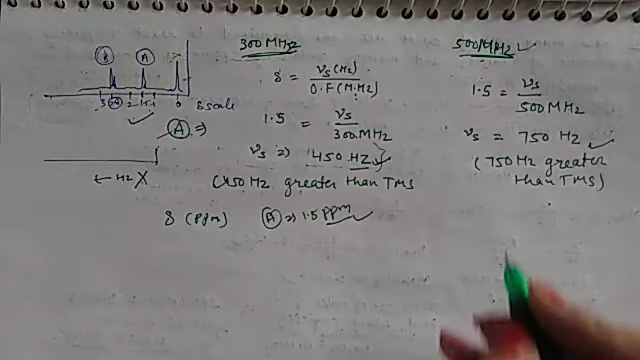 300 MHz
500MHz
B A
δ = νs (Hz) / O.F (MHz)
1.5 = νs / 500 MHz
3 2 1 0 δ scale
1.5 = νs / 300 MHz
A ⇒
νs = 750 Hz
νs ⇒ 450 Hz
(750 Hz greater
than TMS)
← Hz X
(450 Hz greater than TMS
δ (ppm) A ⇒ 1.5 ppm